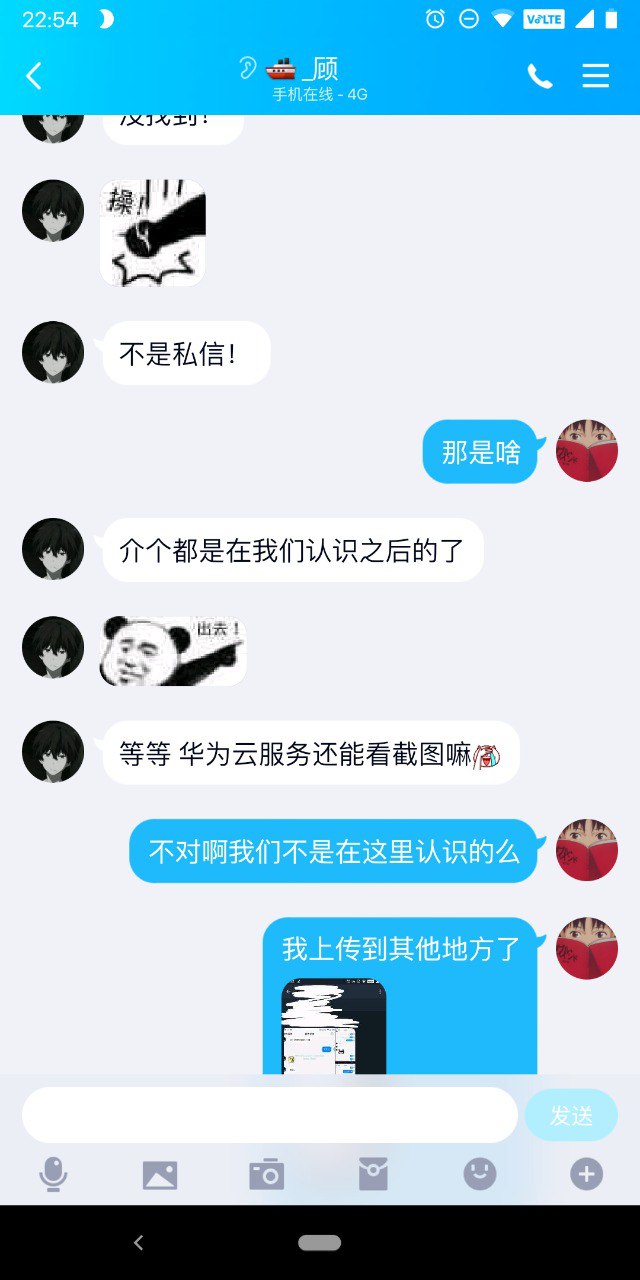 22:54
VoLTE
_顾
手机在线 - 4G
没找到!
操!
不是私信!
那是啥
介个都是在我们认识之后的了
出去!
等等 华为云服务还能看截图嘛
不对啊我们不是在这里认识的么
我上传到其他地方了
发送